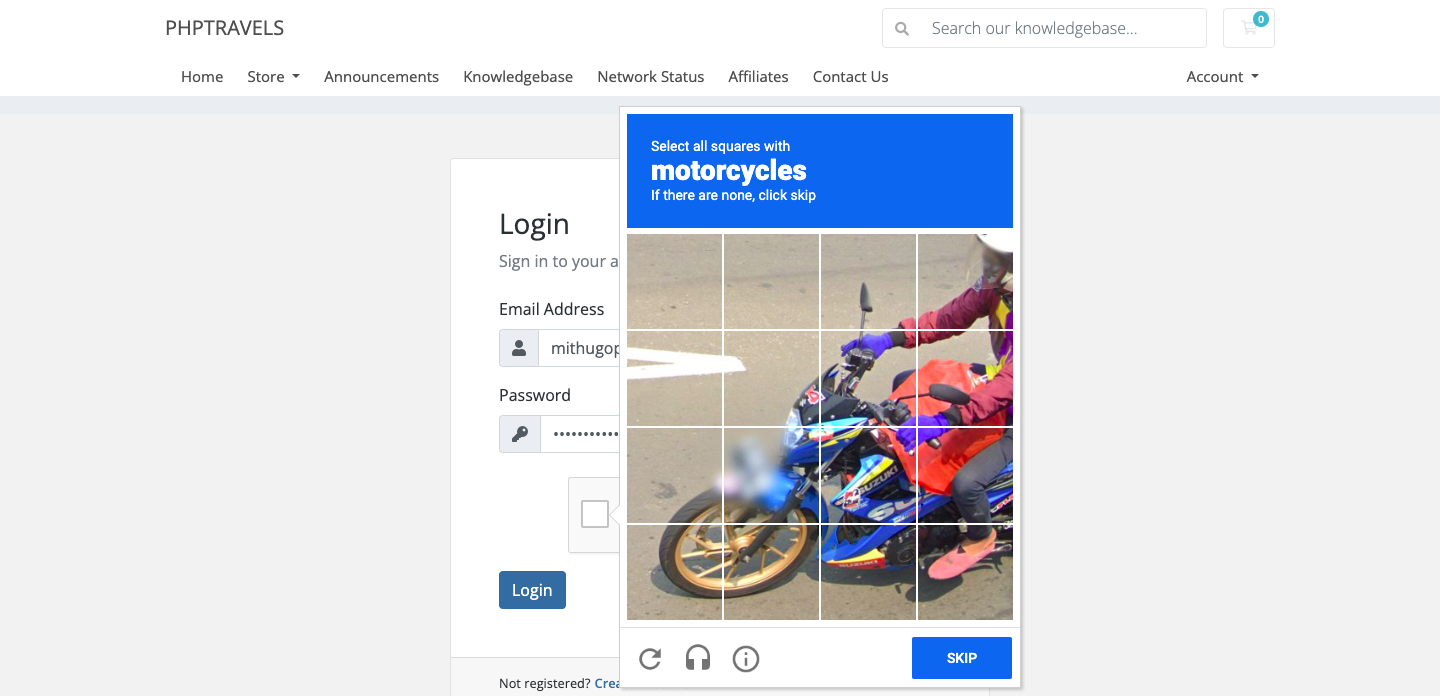 PHPTRAVELS
Search our knowledgebase...
0
Home
Store
Announcements
Knowledgebase
Network Status
Affiliates
Contact Us
Account
Select all squares with
motorcycles
If there are none, click skip
Login
Sign in to your a
Email Address
mithugop
Password
Login
SUZUKI
SUZUKI
SKIP
Not registered? Crea